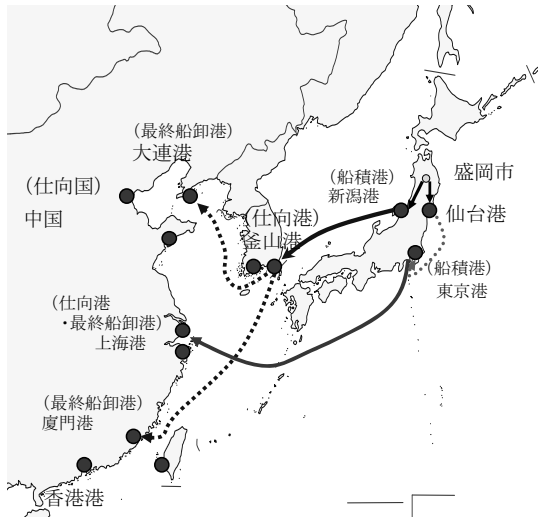 （最終船卸港）
大連港
（仕向国）
中国
（船積港）
新潟港
盛岡市
（仕向港）
釜山港
仙台港
（船積港）
東京港
（仕向港
・最終船卸港）
上海港
（最終船卸港）
廈門港
香港港